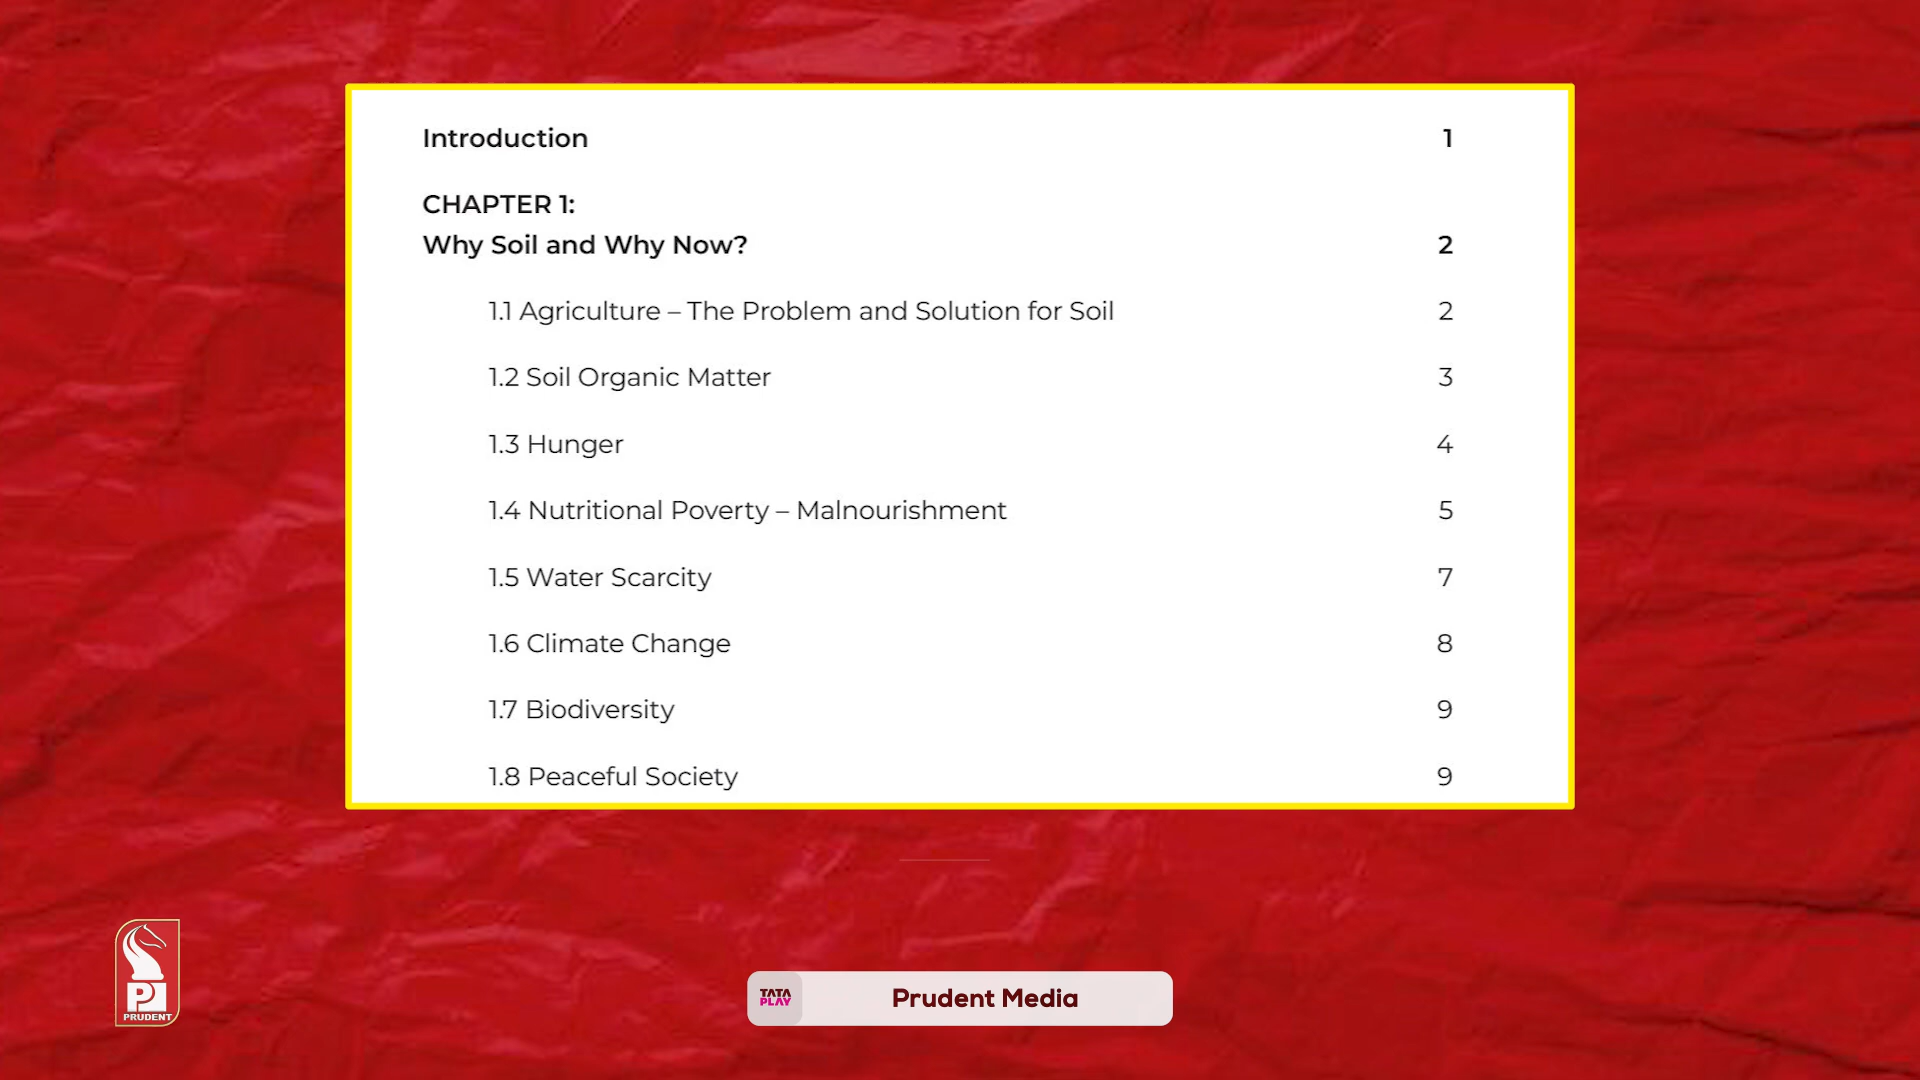 Introduction 1
CHAPTER 1:
Why Soil and Why Now? 2
1.1 Agriculture – The Problem and Solution for Soil 2
1.2 Soil Organic Matter 3
1.3 Hunger 4
1.4 Nutritional Poverty – Malnourishment 5
1.5 Water Scarcity 7
1.6 Climate Change 8
1.7 Biodiversity 9
1.8 Peaceful Society 9
P
PRUDENT
TATA
PLAY
Prudent Media